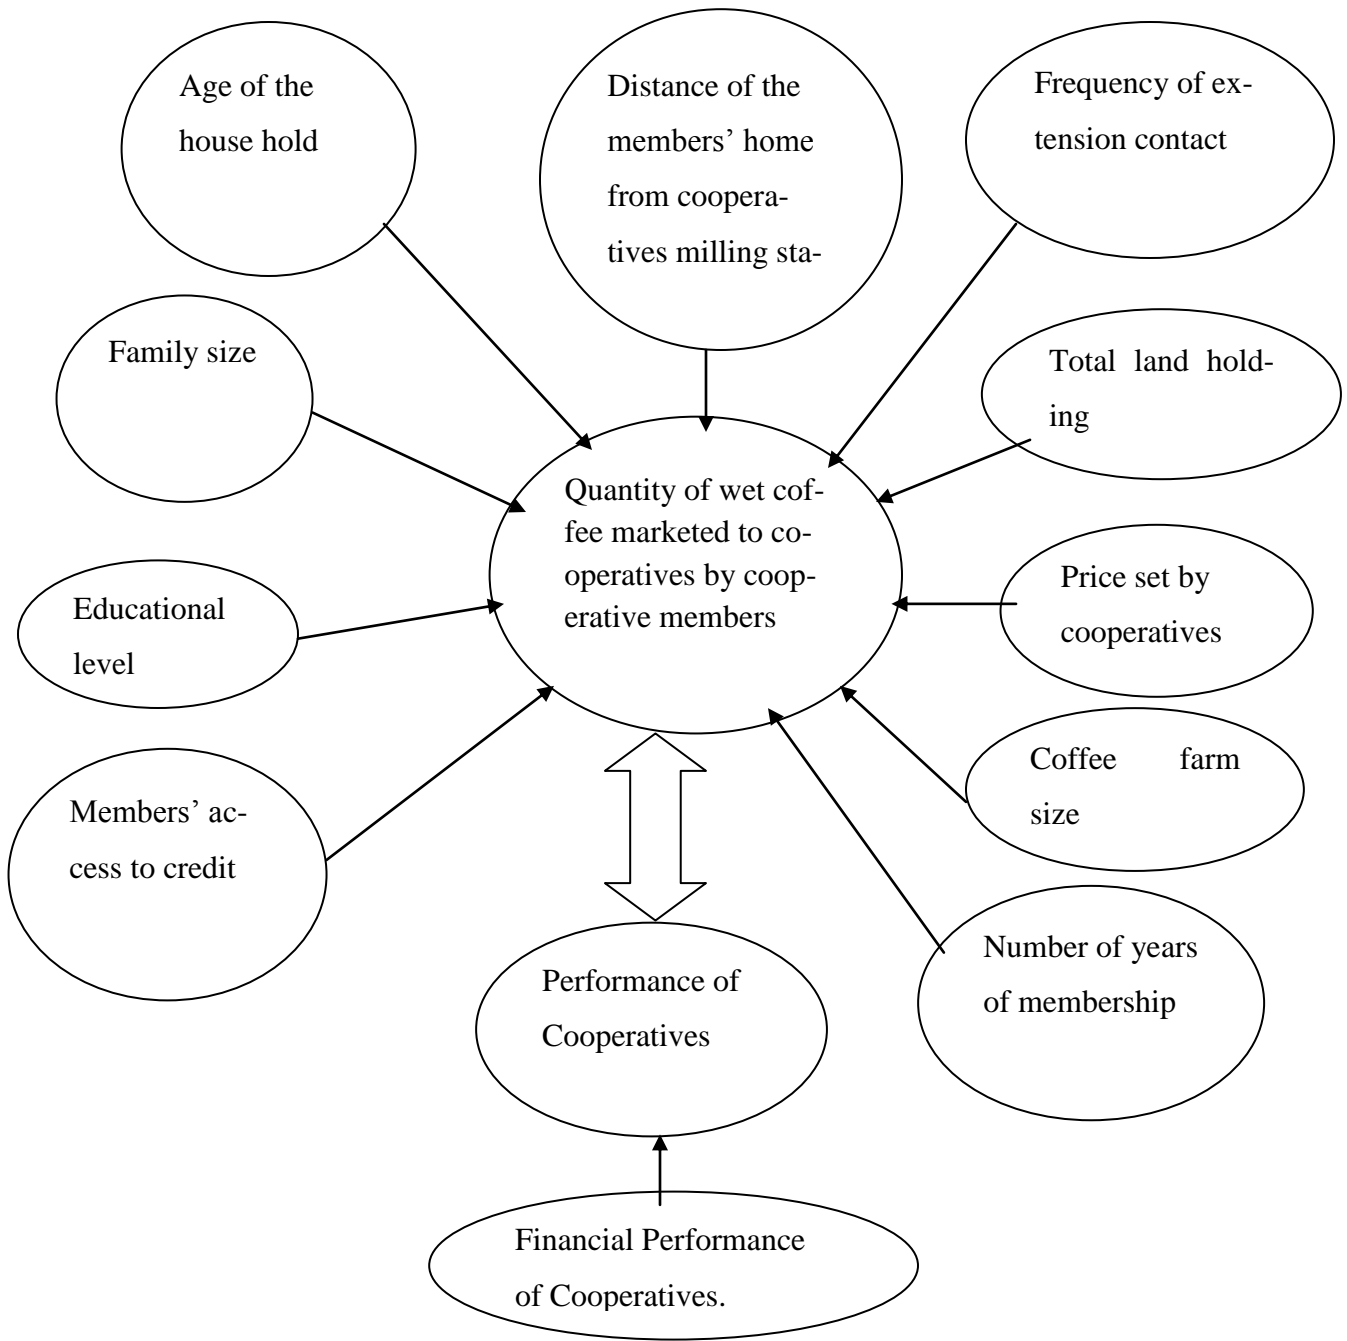 Age of the
house hold
Distance of the
members’ home
from coopera-
tives milling sta-
Frequency of ex-
tension contact
Family size
Total land hold-
ing
Quantity of wet cof-
fee marketed to co-
operatives by coop-
erative members
Price set by
cooperatives
Educational
level
Coffee farm
size
Members’ ac-
cess to credit
Number of years
of membership
Performance of
Cooperatives
Financial Performance
of Cooperatives.